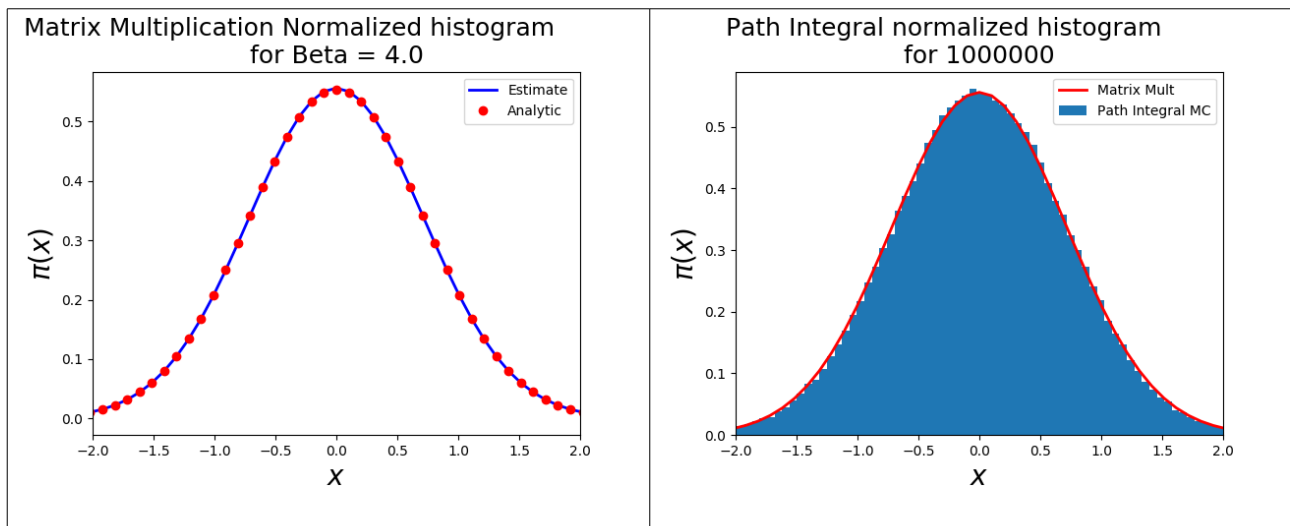 Matrix Multiplication Normalized histogram
for Beta = 4.0
Estimate
Analytic
0.5
0.4
0.3
0.2
0.1
0.0
π(x)
−2.0 −1.5 −1.0 −0.5 0.0 0.5 1.0 1.5 2.0
x
Path Integral normalized histogram
for 1000000
Matrix Mult
Path Integral MC
0.5
0.4
0.3
0.2
0.1
0.0
π(x)
−2.0 −1.5 −1.0 −0.5 0.0 0.5 1.0 1.5 2.0
x